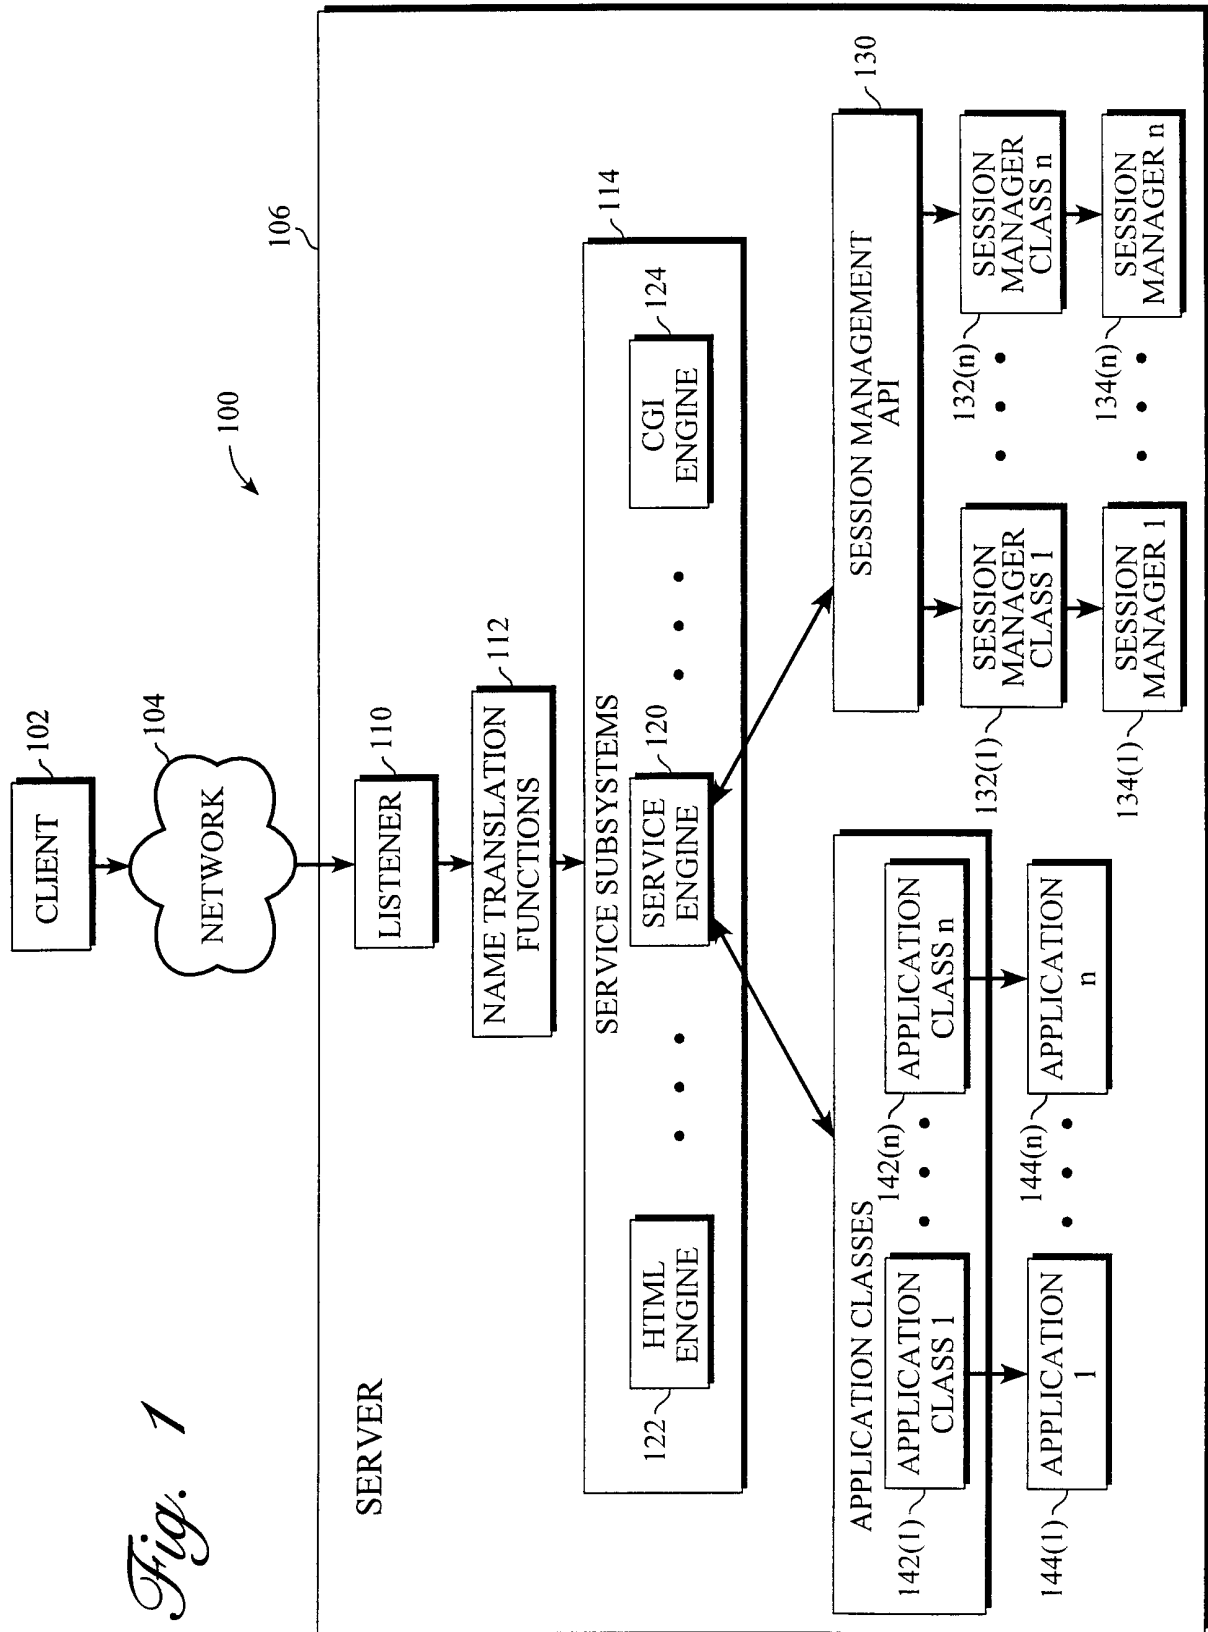 Fig. 1
100
CLIENT
102
NETWORK
104
106
SERVER
LISTENER
110
NAME TRANSLATION
FUNCTIONS
112
SERVICE SUBSYSTEMS
114
HTML
ENGINE
122
SERVICE
ENGINE
120
CGI
ENGINE
124
APPLICATION CLASSES
142(1)
APPLICATION
CLASS 1
142(n)
APPLICATION
CLASS n
144(1)
APPLICATION
1
144(n)
APPLICATION
n
SESSION MANAGEMENT
API
130
132(1)
SESSION
MANAGER
CLASS 1
132(n)
SESSION
MANAGER
CLASS n
134(1)
SESSION
MANAGER 1
134(n)
SESSION
MANAGER n